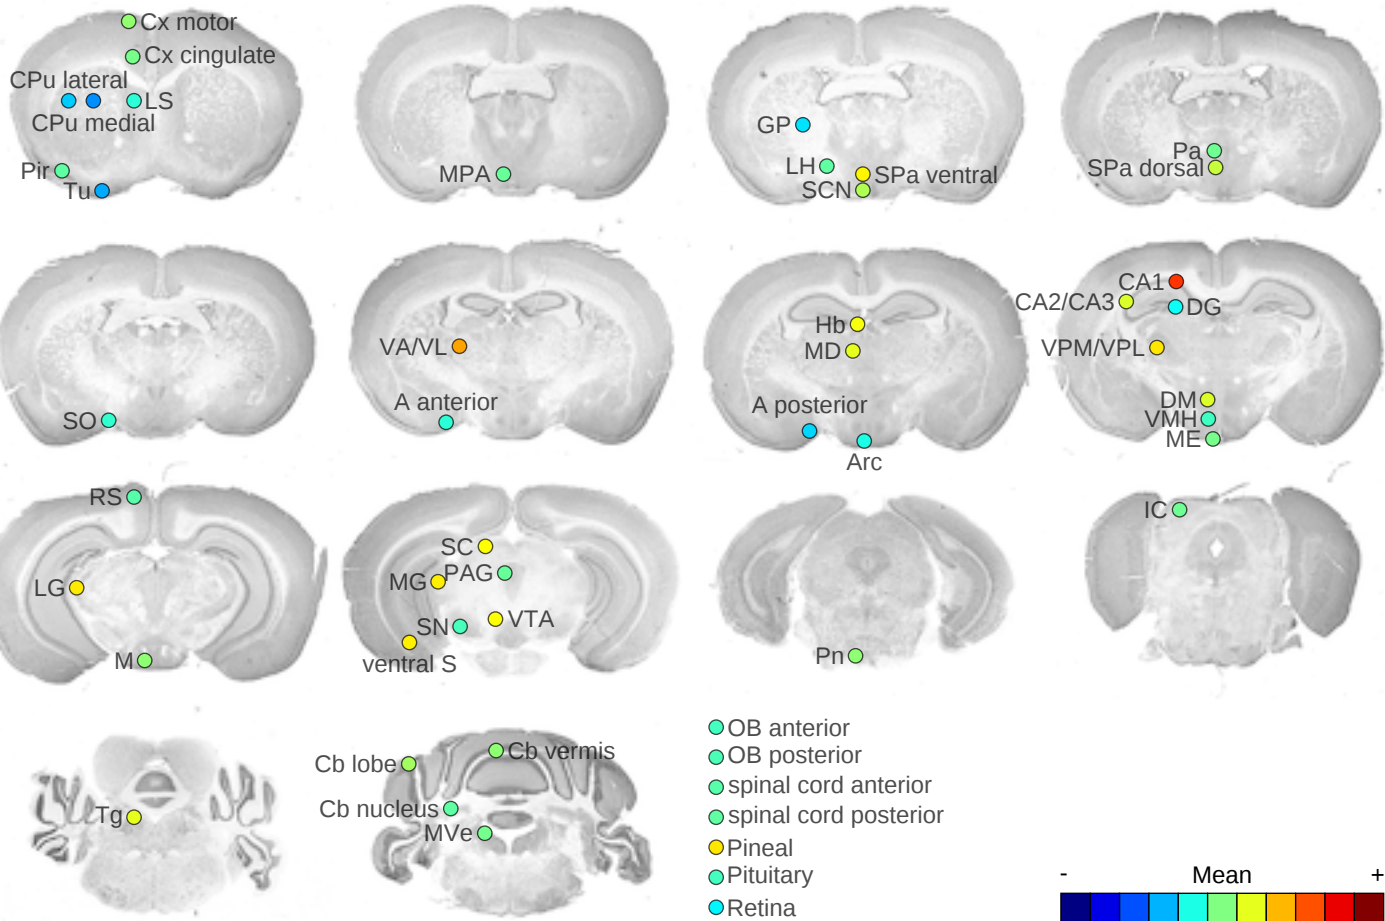 Cx motor
Cx cingulate
CPu lateral
LS
CPu medial
Pir
Tu
MPA
GP
LH
SPa ventral
SCN
Pa
SPa dorsal
SO
VA/VL
A anterior
Hb
MD
A posterior
Arc
CA1
CA2/CA3
DG
VPM/VPL
DM
VMH
ME
RS
LG
M
SC
PAG
MG
VTA
SN
ventral S
Pn
IC
Tg
Cb vermis
Cb lobe
Cb nucleus
MVe
OB anterior
OB posterior
spinal cord anterior
spinal cord posterior
Pineal
Pituitary
Retina
- Mean +